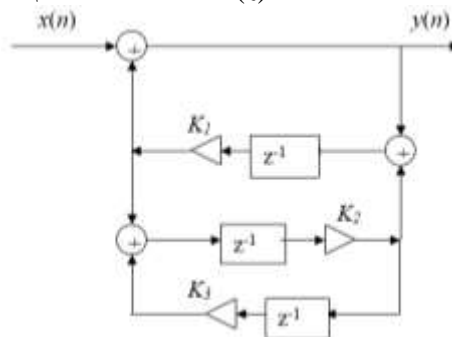 x(n) y(n)
+
K₁
z⁻¹
+
K₂
+
z⁻¹
K₃
z⁻¹